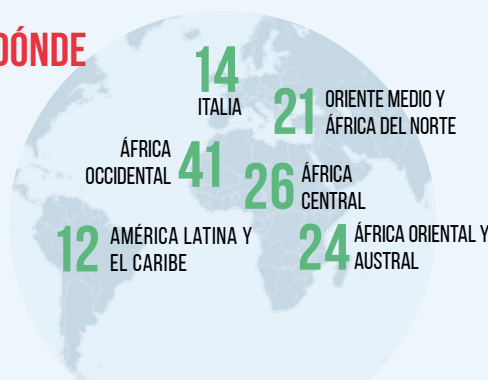 DÓNDE
14
ITALIA
21 ORIENTE MEDIO Y
ÁFRICA DEL NORTE
ÁFRICA
OCCIDENTAL 41
26 ÁFRICA
CENTRAL
12 AMÉRICA LATINA Y
EL CARIBE
24 ÁFRICA ORIENTAL Y
AUSTRAL